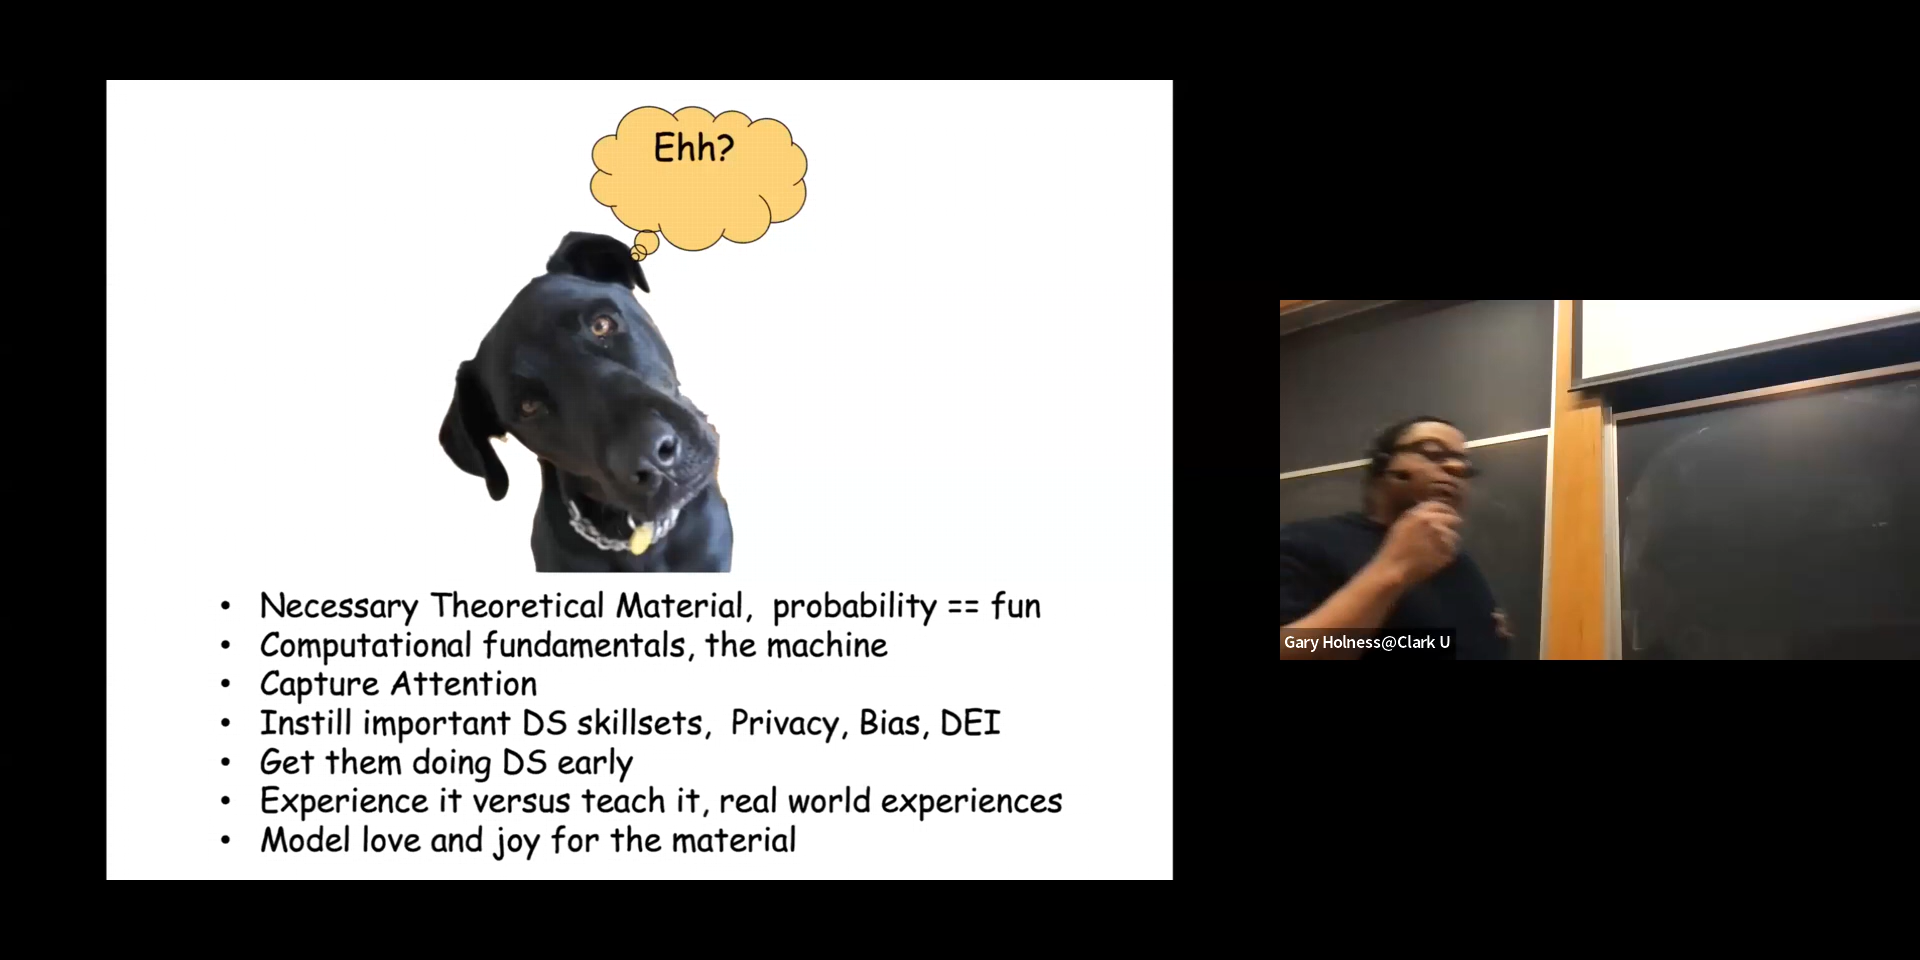 Ehh?
• Necessary Theoretical Material, probability == fun
• Computational fundamentals, the machine
• Capture Attention
• Instill important DS skillsets, Privacy, Bias, DEI
• Get them doing DS early
• Experience it versus teach it, real world experiences
• Model love and joy for the material
Gary Holness@Clark U